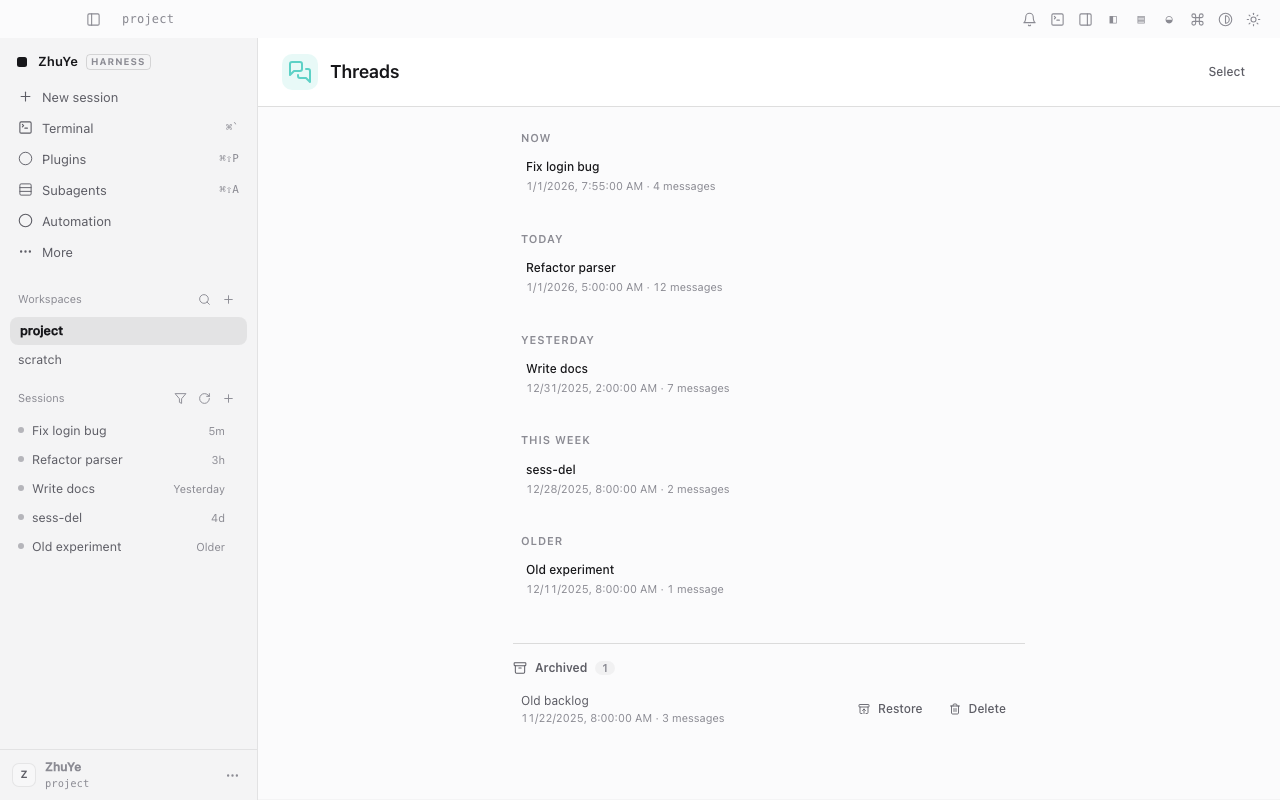 project
ZhuYe HARNESS
New session
Terminal ⌘`
Plugins ⌘⇧P
Subagents ⌘⇧A
Automation
More
Workspaces
project
scratch
Sessions
Fix login bug 5m
Refactor parser 3h
Write docs Yesterday
sess-del 4d
Old experiment Older
Z
ZhuYe
project
Threads
Select
NOW
Fix login bug
1/1/2026, 7:55:00 AM · 4 messages
TODAY
Refactor parser
1/1/2026, 5:00:00 AM · 12 messages
YESTERDAY
Write docs
12/31/2025, 2:00:00 AM · 7 messages
THIS WEEK
sess-del
12/28/2025, 8:00:00 AM · 2 messages
OLDER
Old experiment
12/11/2025, 8:00:00 AM · 1 message
Archived 1
Old backlog
11/22/2025, 8:00:00 AM · 3 messages
Restore
Delete